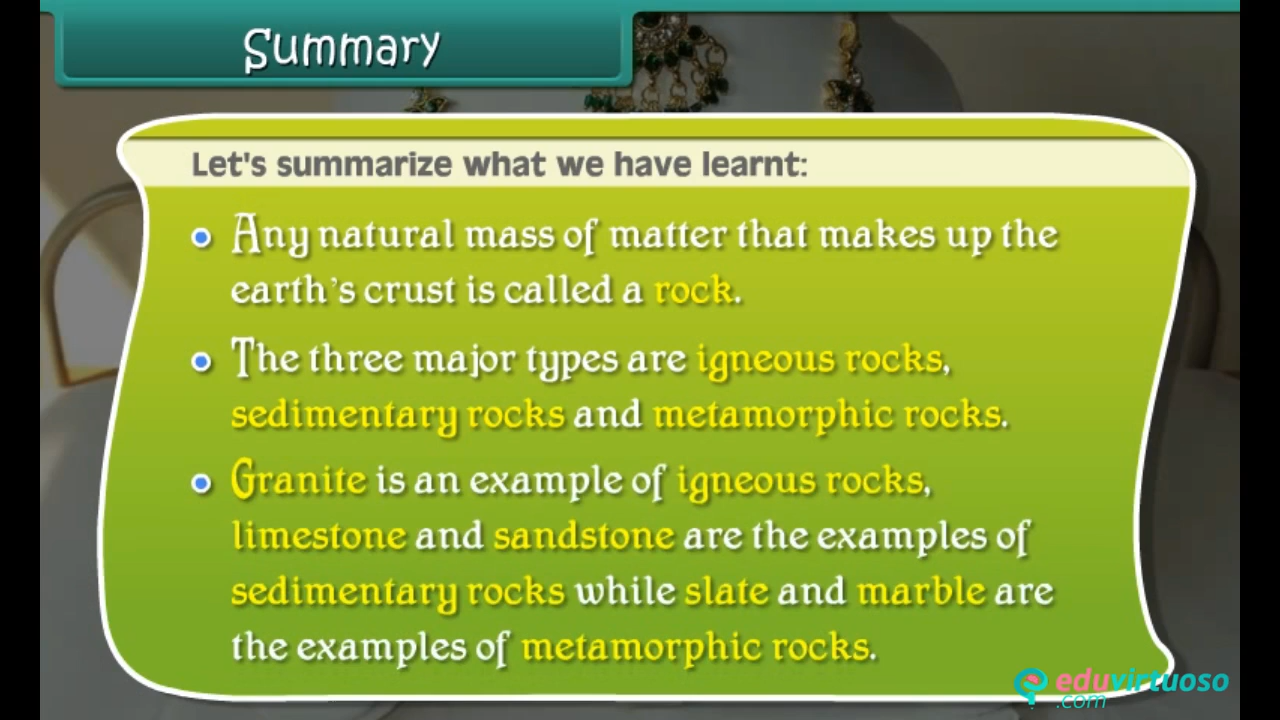 Summary
Let's summarize what we have learnt:
Any natural mass of matter that makes up the
earth's crust is called a rock.
The three major types are igneous rocks,
sedimentary rocks and metamorphic rocks.
Granite is an example of igneous rocks,
limestone and sandstone are the examples of
sedimentary rocks while slate and marble are
the examples of metamorphic rocks.
eduvirtuoso
.com